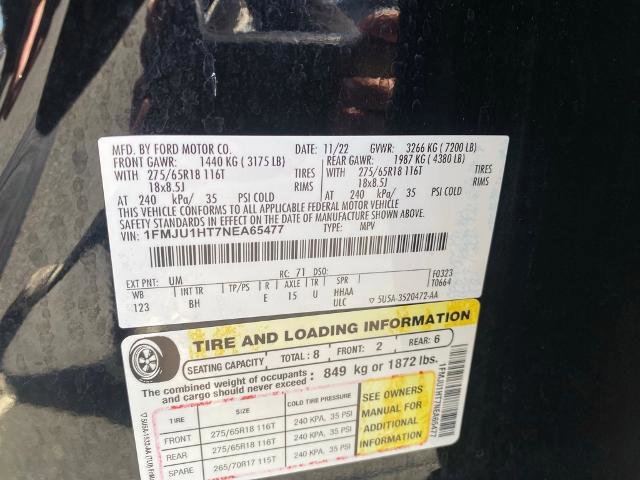 MFD. BY FORD MOTOR CO. 11/22 GVWR: 3266 KG (7200 LB)
FRONT GAWR: 1440 KG (3175 LB) REAR GAWR: 1987 KG (4380 LB)
WITH 275/65R18 116T TIRES WITH 275/65R18 116T TIRES
18x8.5J RIMS 18x8.5J RIMS
AT 240 kPa/ 35 PSI COLD AT 240 kPa/ 35 PSI COLD
THIS VEHICLE CONFORMS TO ALL APPLICABLE FEDERAL MOTOR VEHICLE
SAFETY STANDARDS IN EFFECT ON THE DATE OF MANUFACTURE SHOWN ABOVE.
VIN: 1FMJU1HT7NEA65477 TYPE: MPV
EXT PNT: UM RC: 71 DSO: F0323
WB BRK INT TR TP/PS R AXLE TR SPR T0664
123 BH E 15 U HHAA
ULC ▽ 5U5A-3520472-AA
TIRE AND LOADING INFORMATION
SEATING CAPACITY TOTAL: 8 FRONT: 2 REAR: 6
The combined weight of occupants and cargo should never exceed: 849 kg or 1872 lbs.
TIRE SIZE COLD TIRE PRESSURE
FRONT 275/65R18 116T 240 KPA, 35 PSI
REAR 275/65R18 116T 240 KPA, 35 PSI
SPARE 265/70R17 115T 240 KPA, 35 PSI
SEE OWNERS
MANUAL FOR
ADDITIONAL
INFORMATION
1FMJU1HT7NEA65477